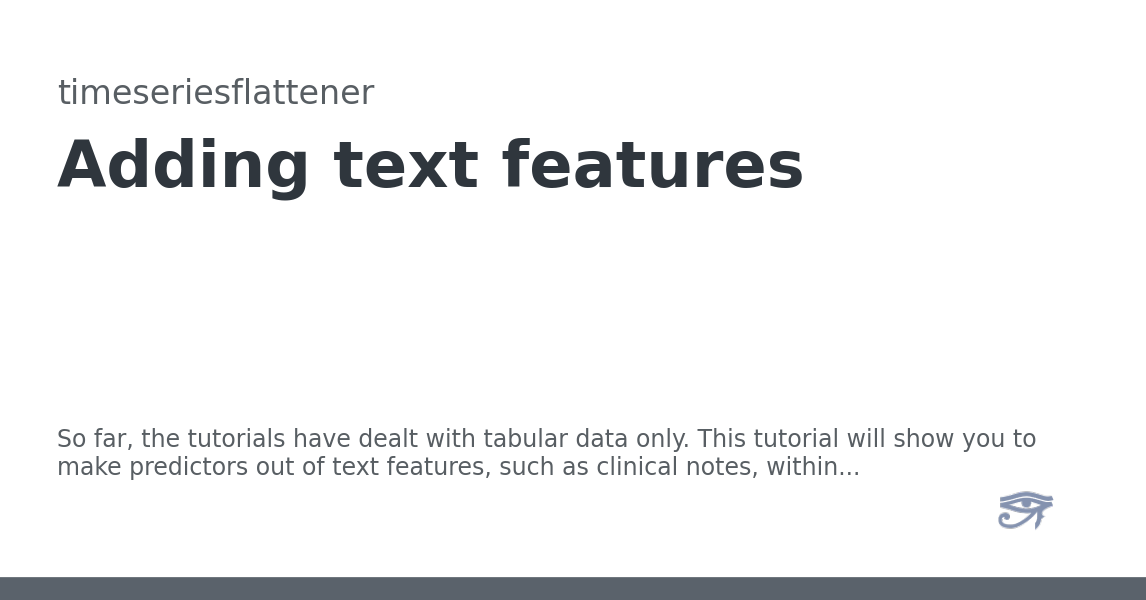 timeseriesflattener
Adding text features
So far, the tutorials have dealt with tabular data only. This tutorial will show you to
make predictors out of text features, such as clinical notes, within...